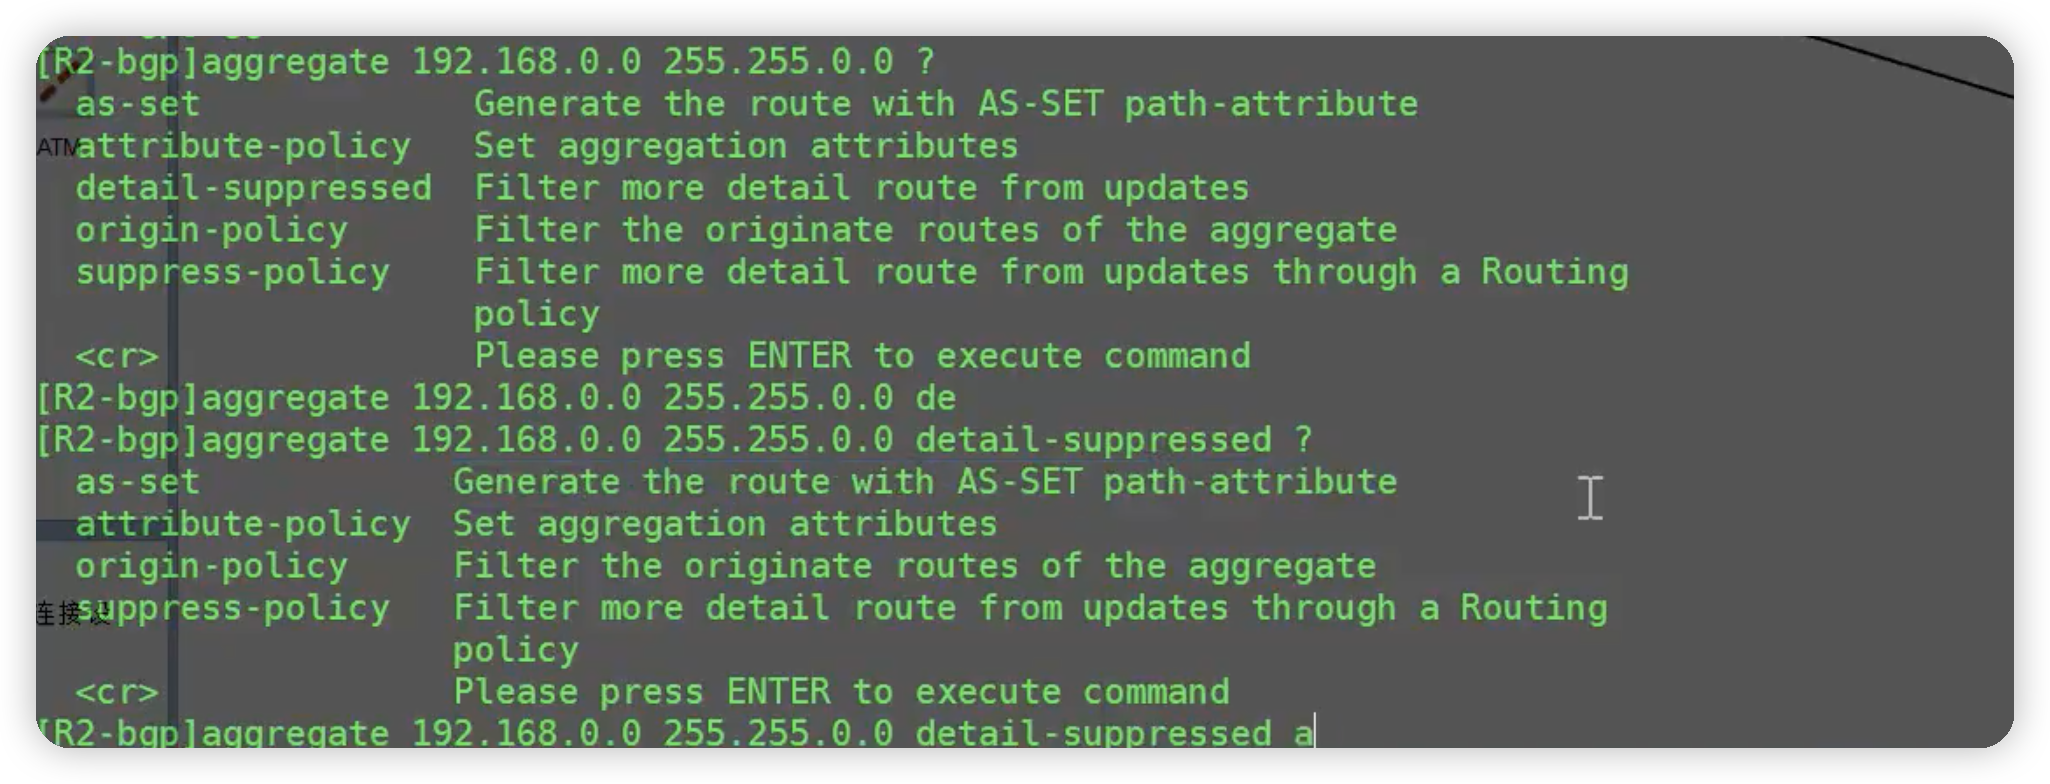 [R2-bgp]aggregate 192.168.0.0 255.255.0.0 ?
as-set Generate the route with AS-SET path-attribute
ATM
attribute-policy Set aggregation attributes
detail-suppressed Filter more detail route from updates
origin-policy Filter the originate routes of the aggregate
suppress-policy Filter more detail route from updates through a Routing
policy
<cr> Please press ENTER to execute command
[R2-bgp]aggregate 192.168.0.0 255.255.0.0 de
[R2-bgp]aggregate 192.168.0.0 255.255.0.0 detail-suppressed ?
as-set Generate the route with AS-SET path-attribute
attribute-policy Set aggregation attributes
origin-policy Filter the originate routes of the aggregate
连接设
suppress-policy Filter more detail route from updates through a Routing
policy
<cr> Please press ENTER to execute command
[R2-bgp]aggregate 192.168.0.0 255.255.0.0 detail-suppressed a